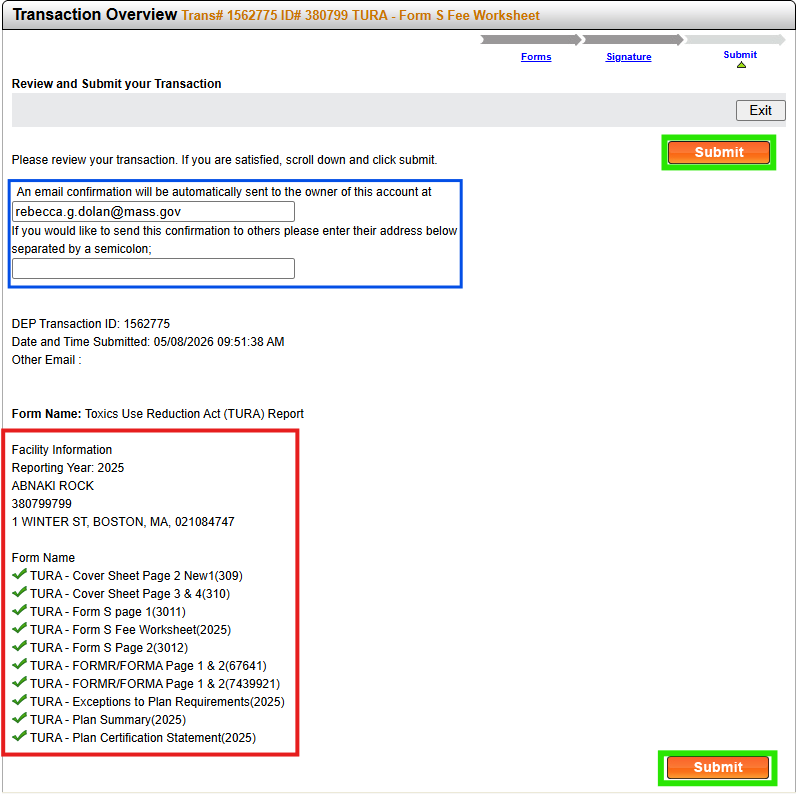 Transaction Overview Trans# 1562775 ID# 380799 TURA - Form S Fee Worksheet
Forms Signature Submit
Review and Submit your Transaction
Exit
Submit
Please review your transaction. If you are satisfied, scroll down and click submit.
An email confirmation will be automatically sent to the owner of this account at
rebecca.g.dolan@mass.gov
If you would like to send this confirmation to others please enter their address below
separated by a semicolon;
DEP Transaction ID: 1562775
Date and Time Submitted: 05/08/2026 09:51:38 AM
Other Email :
Form Name: Toxics Use Reduction Act (TURA) Report
Facility Information
Reporting Year: 2025
ABNAKI ROCK
380799799
1 WINTER ST, BOSTON, MA, 021084747
Form Name
TURA - Cover Sheet Page 2 New1(309)
TURA - Cover Sheet Page 3 & 4(310)
TURA - Form S page 1(3011)
TURA - Form S Fee Worksheet(2025)
TURA - Form S Page 2(3012)
TURA - FORMR/FORMA Page 1 & 2(67641)
TURA - FORMR/FORMA Page 1 & 2(7439921)
TURA - Exceptions to Plan Requirements(2025)
TURA - Plan Summary(2025)
TURA - Plan Certification Statement(2025)
Submit